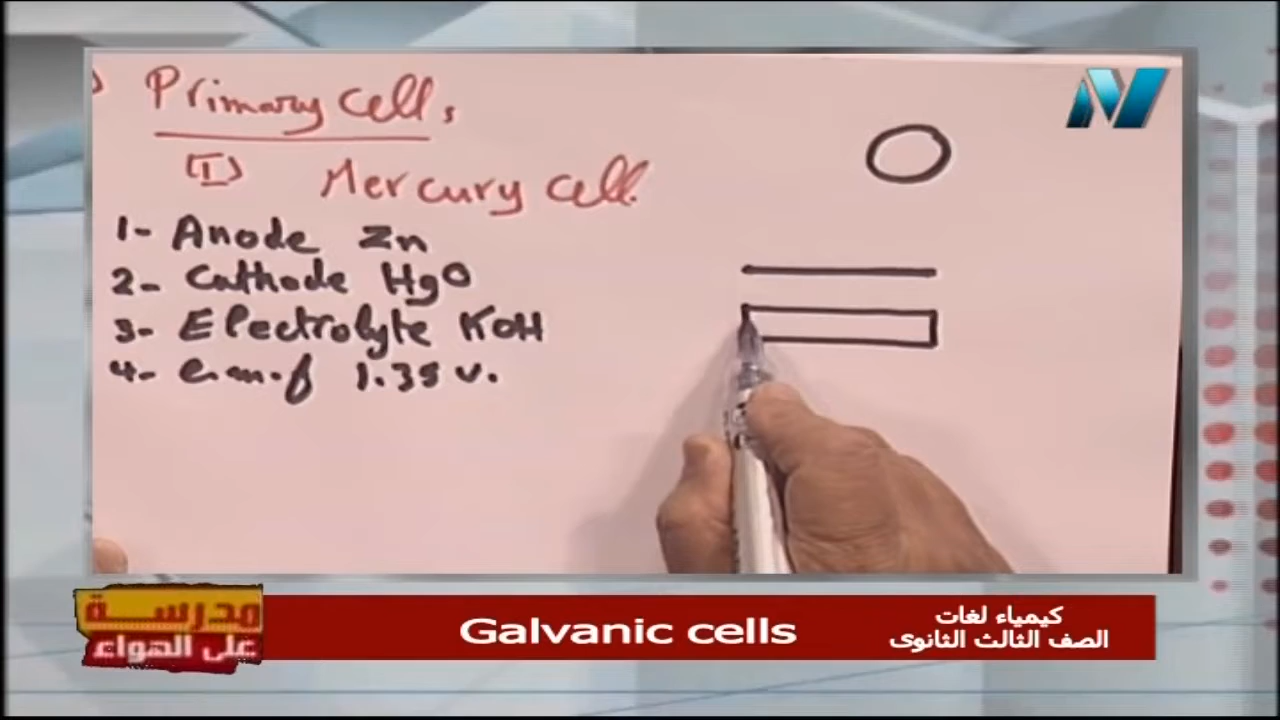 Primary Cells
[I] Mercury cell
1- Anode Zn
2- Cathode HgO
3- Electrolyte KOH
4- e.m.f 1.35 v.
مدرسة
على الهواء
Galvanic cells
كيمياء لغات
الصف الثالث الثانوى